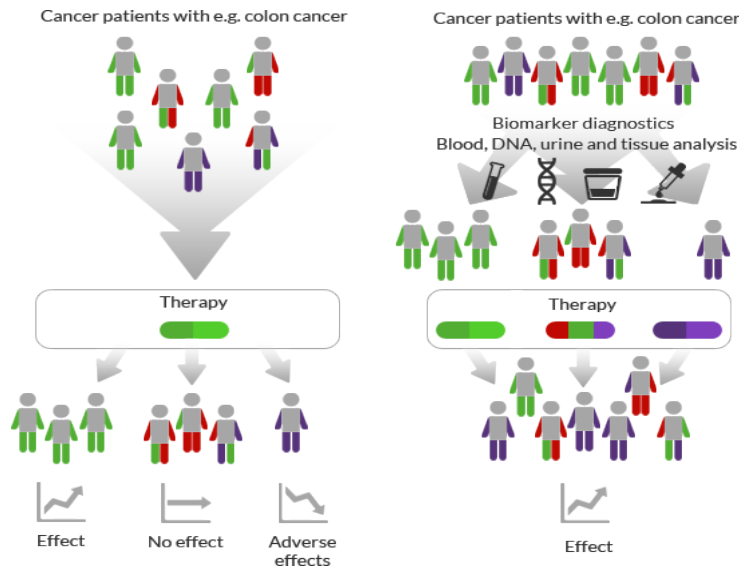 Cancer patients with e.g. colon cancer
Therapy
Effect
No effect
Adverse
effects
Cancer patients with e.g. colon cancer
Biomarker diagnostics
Blood, DNA, urine and tissue analysis
Therapy
Effect